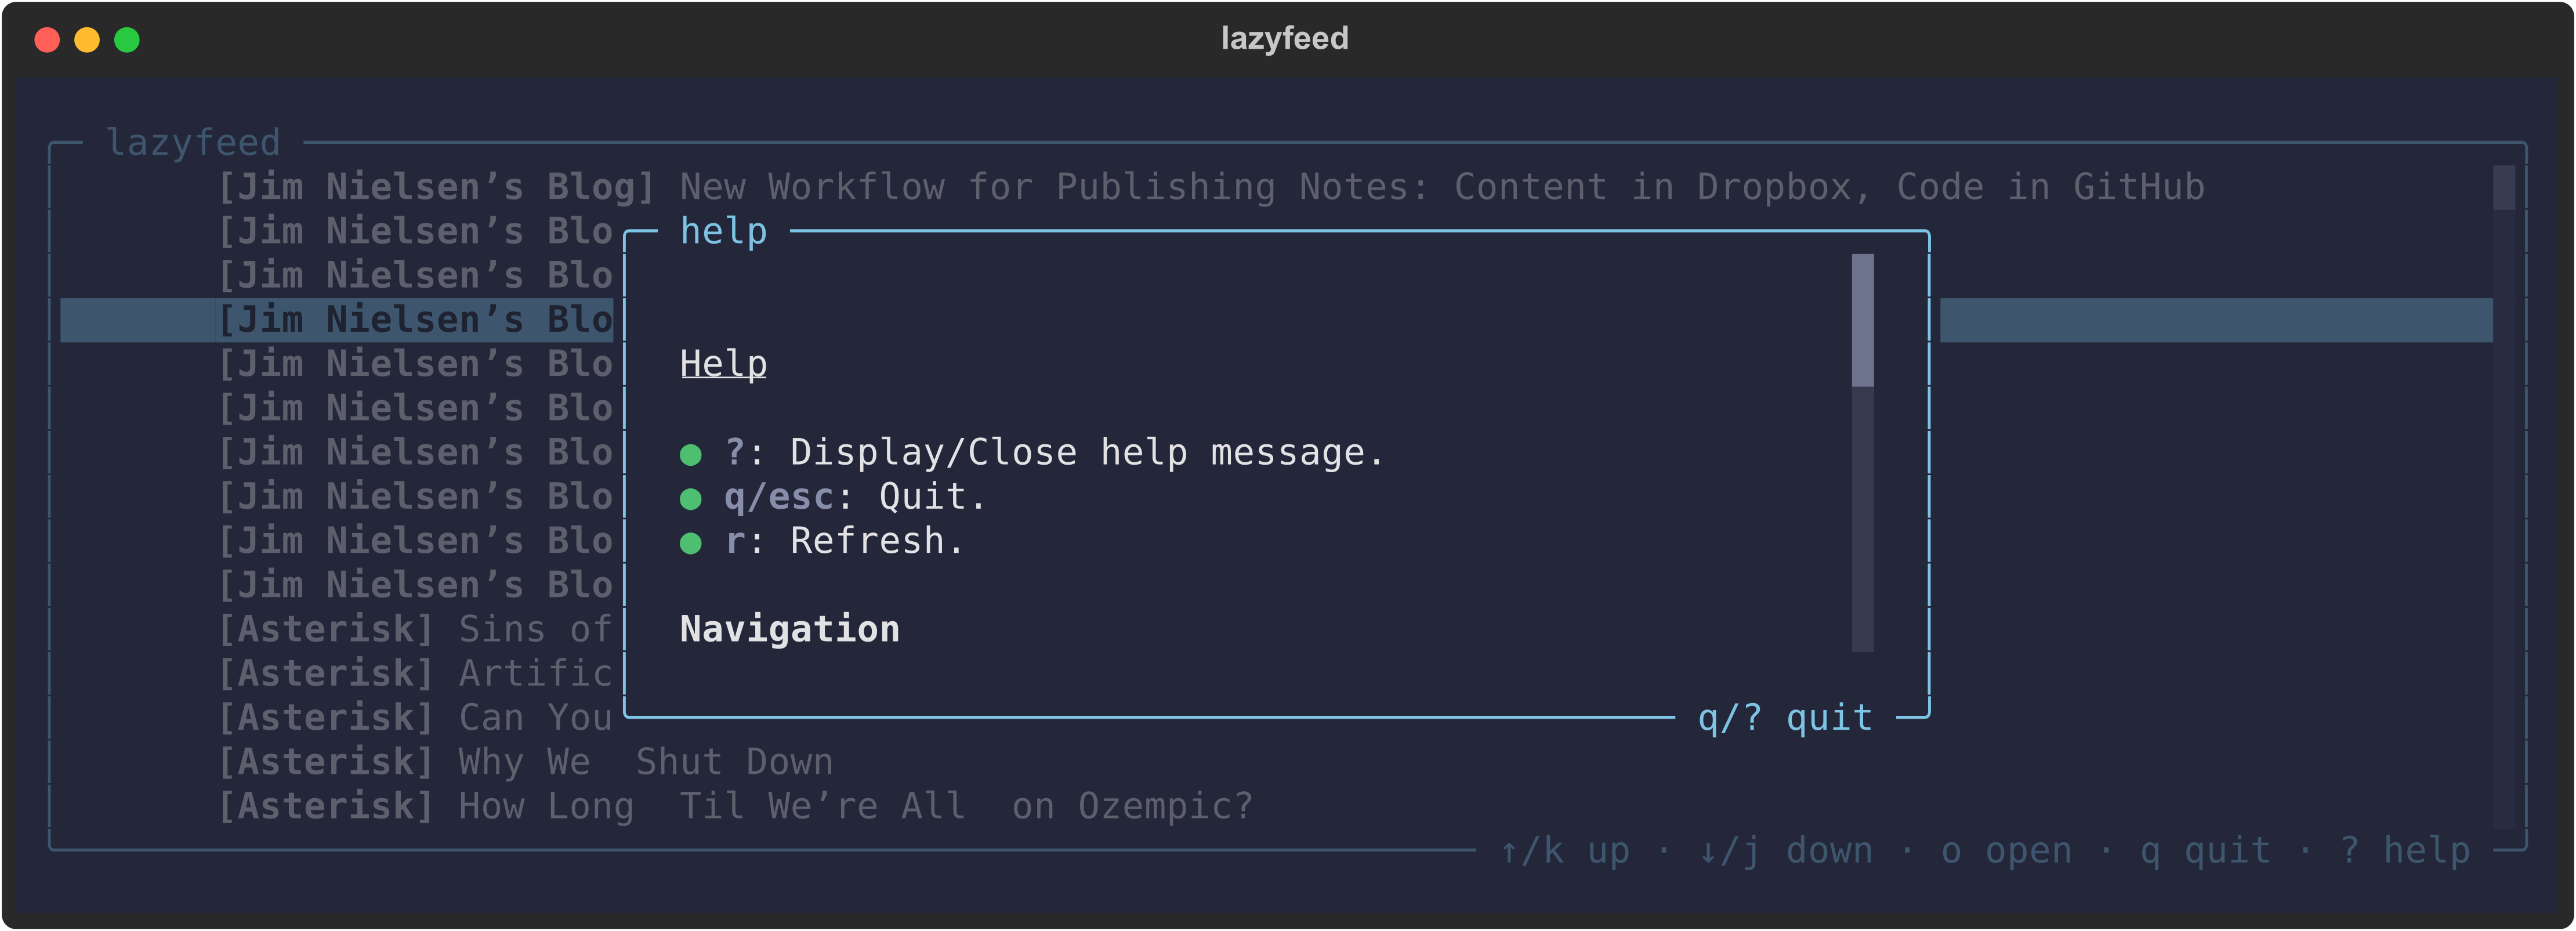 lazyfeed
lazyfeed
[Jim Nielsen’s Blog] New Workflow for Publishing Notes: Content in Dropbox, Code in GitHub
[Jim Nielsen’s Blo
help
[Jim Nielsen’s Blo
[Jim Nielsen’s Blo
[Jim Nielsen’s Blo
Help
[Jim Nielsen’s Blo
[Jim Nielsen’s Blo
● ?: Display/Close help message.
[Jim Nielsen’s Blo
● q/esc: Quit.
[Jim Nielsen’s Blo
● r: Refresh.
[Jim Nielsen’s Blo
[Asterisk] Sins of
Navigation
[Asterisk] Artific
[Asterisk] Can You
q/? quit
[Asterisk] Why We  Shut Down
[Asterisk] How Long  Til We’re All  on Ozempic?
↑/k up · ↓/j down · o open · q quit · ? help